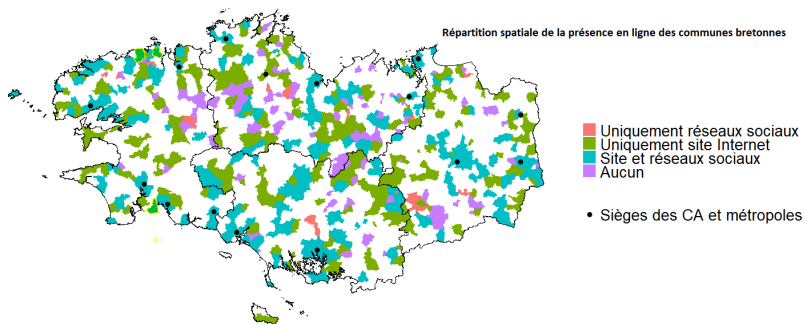 Répartition spatiale de la présence en ligne des communes bretonnes
Uniquement réseaux sociaux
Uniquement site Internet
Site et réseaux sociaux
Aucun
Sièges des CA et métropoles